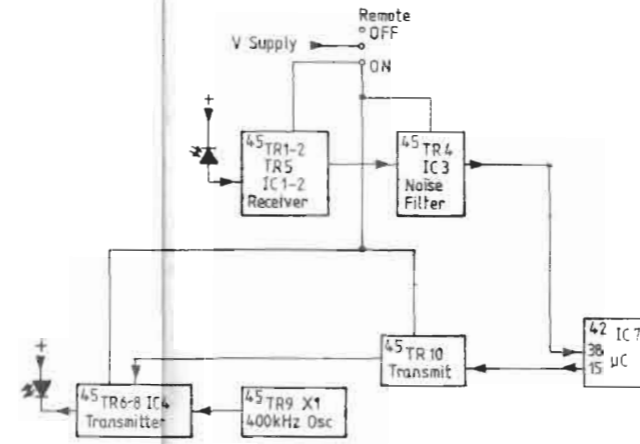 Remote
OFF
V Supply
ON
+
45 TR1-2
TR5
IC1-2
Receiver
45 TR4
IC3
Noise
Filter
42 IC7
38
µC
15
45 TR10
Transmit
+
45 TR6-8 IC4
Transmitter
45 TR9 X1
400kHz Osc